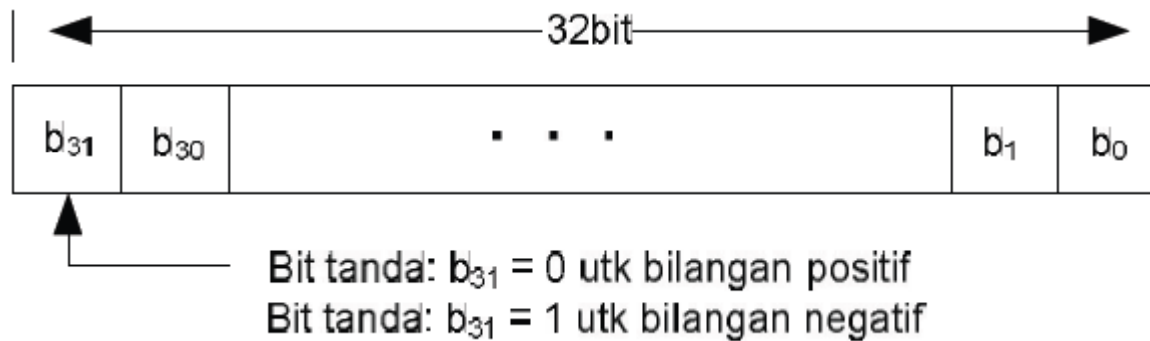 32bit
b₃₁ b₃₀ . . . b₁ b₀
Bit tanda: b₃₁ = 0 utk bilangan positif
Bit tanda: b₃₁ = 1 utk bilangan negatif